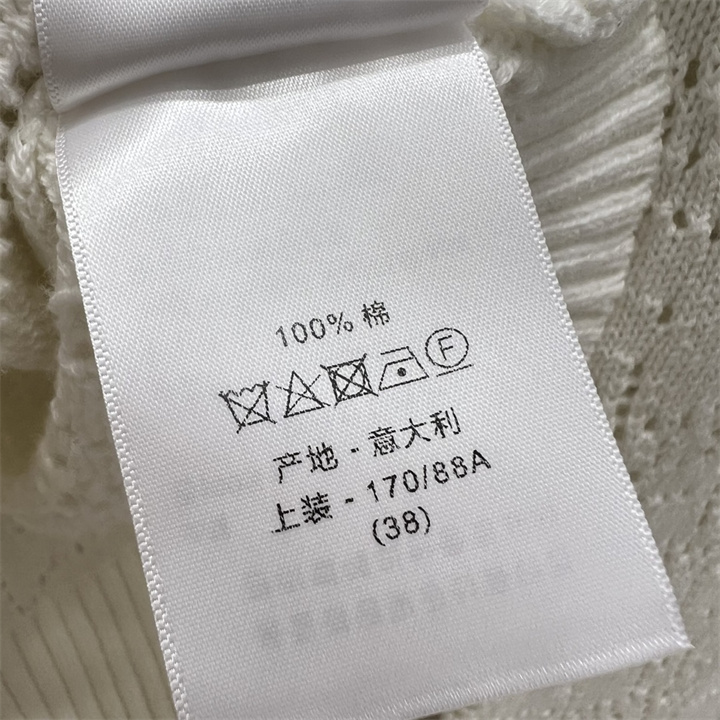 100% 棉
F
产地 - 意大利
上装 - 170/88A
(38)